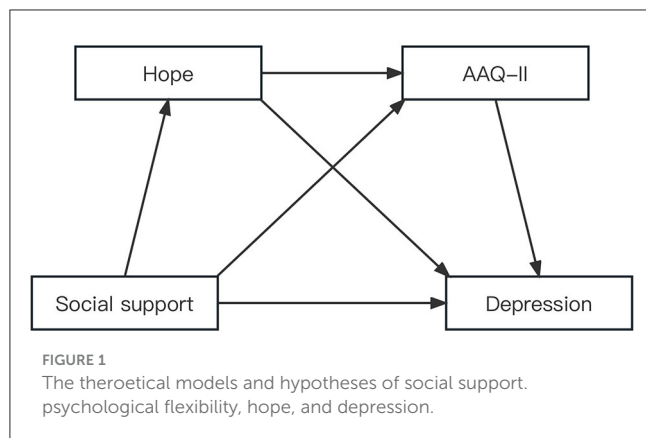 Hope
AAQ–II
Social support
Depression
FIGURE 1
The theroetical models and hypotheses of social support.
psychological flexibility, hope, and depression.